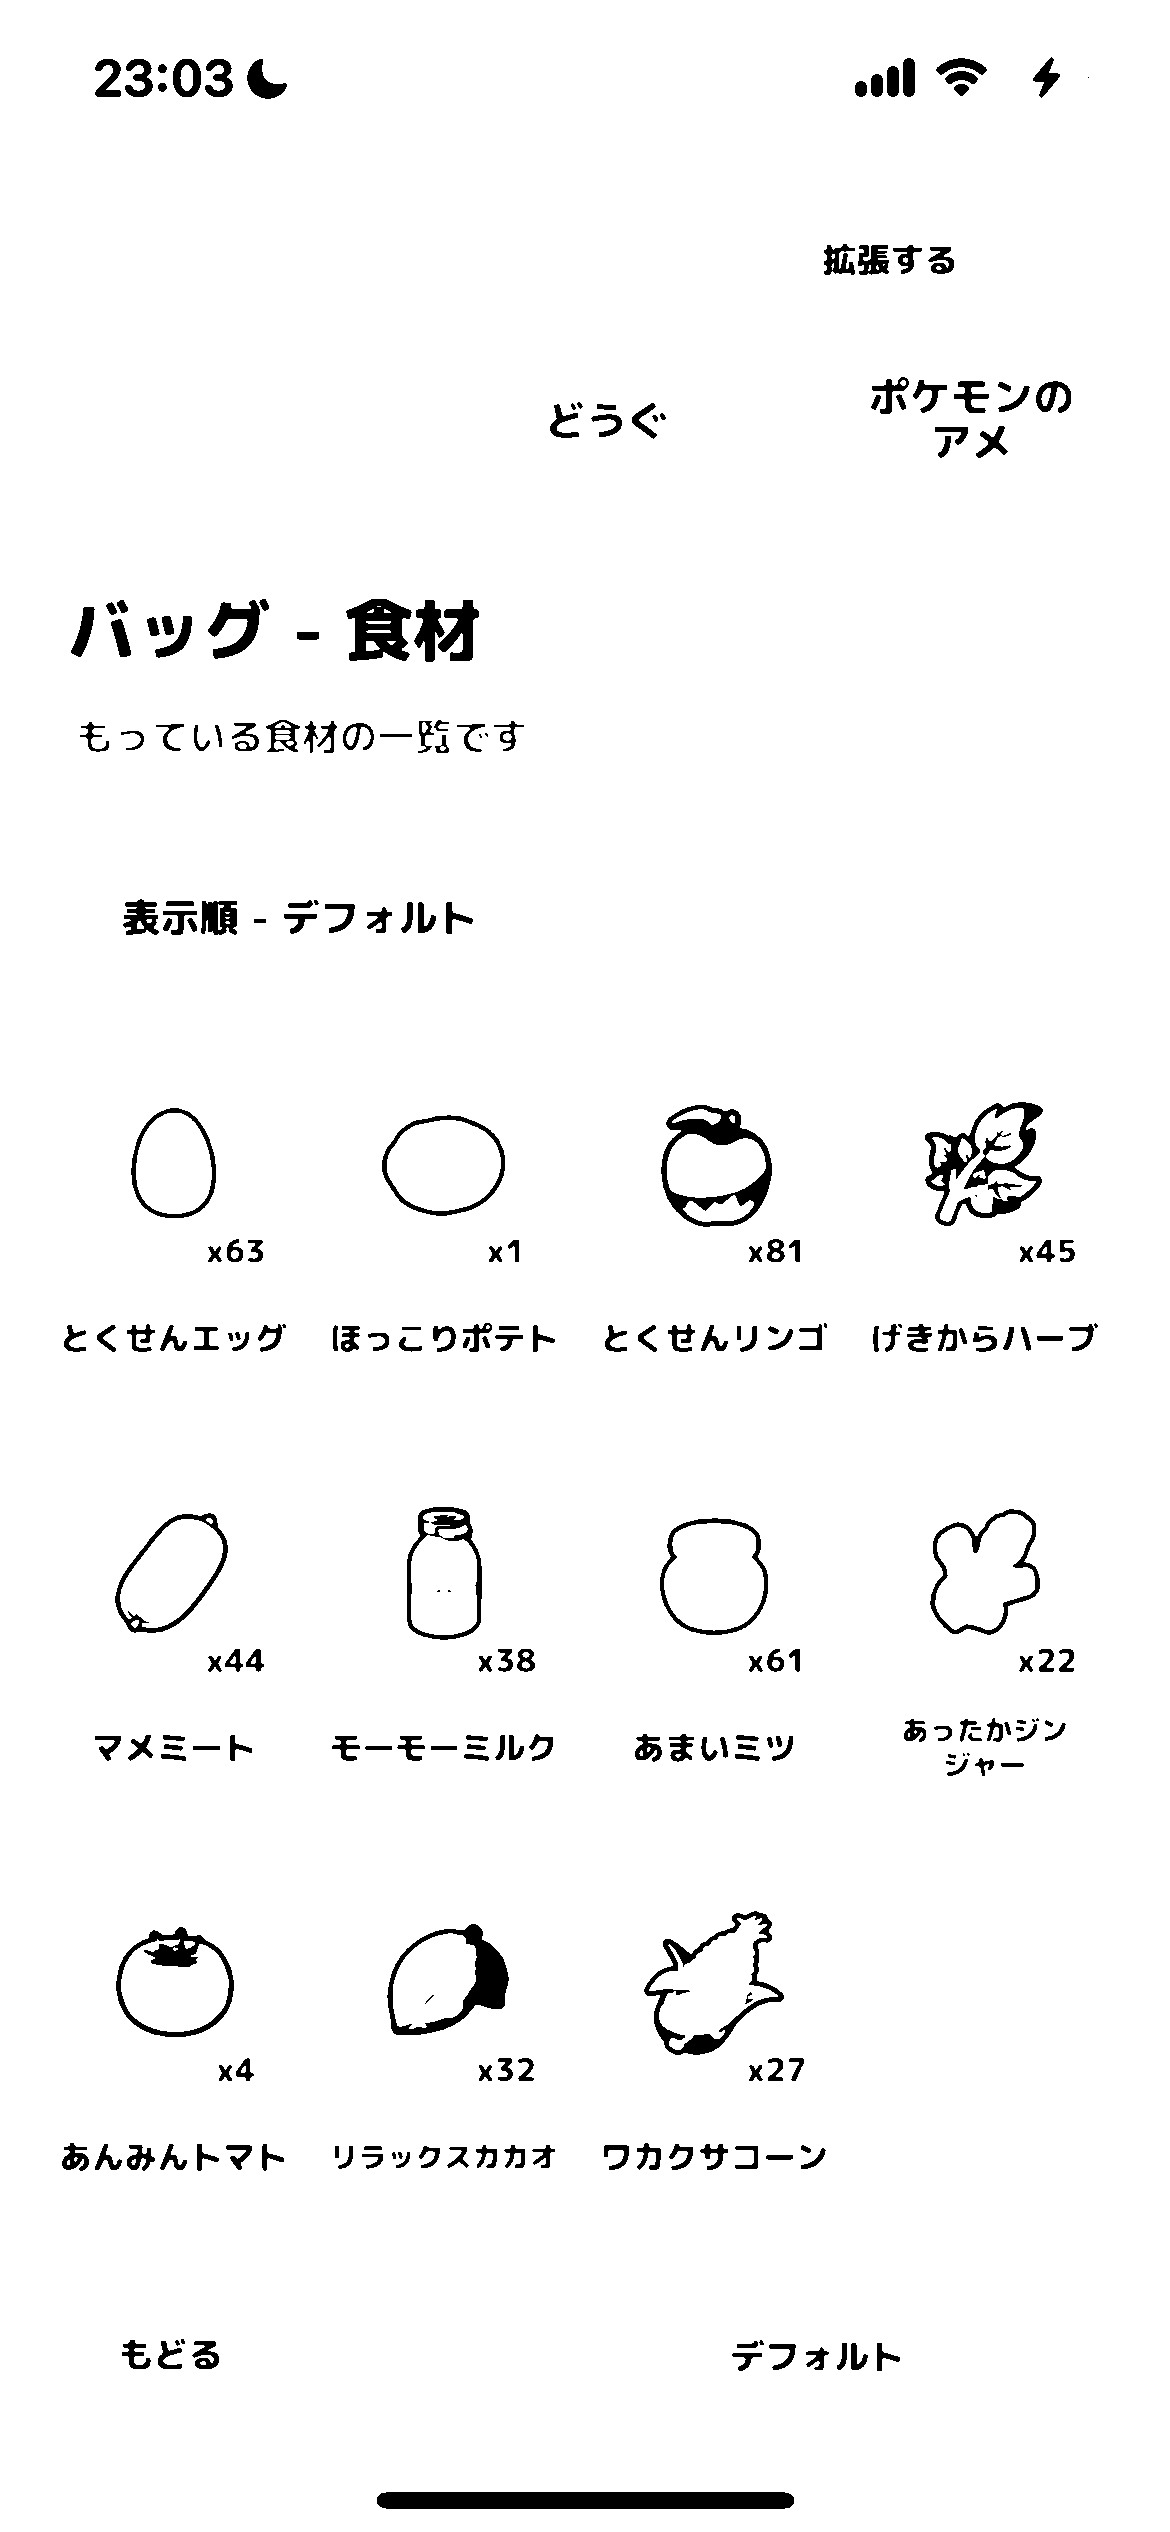 23:03
拡張する
どうぐ
ポケモンの
アメ
バッグ - 食材
もっている食材の一覧です
表示順 - デフォルト
x63
x1
x81
x45
とくせんエッグ
ほっこりポテト
とくせんリンゴ
げきからハーブ
x44
x38
x61
x22
マメミート
モーモーミルク
あまいミツ
あったかジン
ジャー
x4
x32
x27
あんみんトマト
リラックスカカオ
ワカクサコーン
もどる
デフォルト